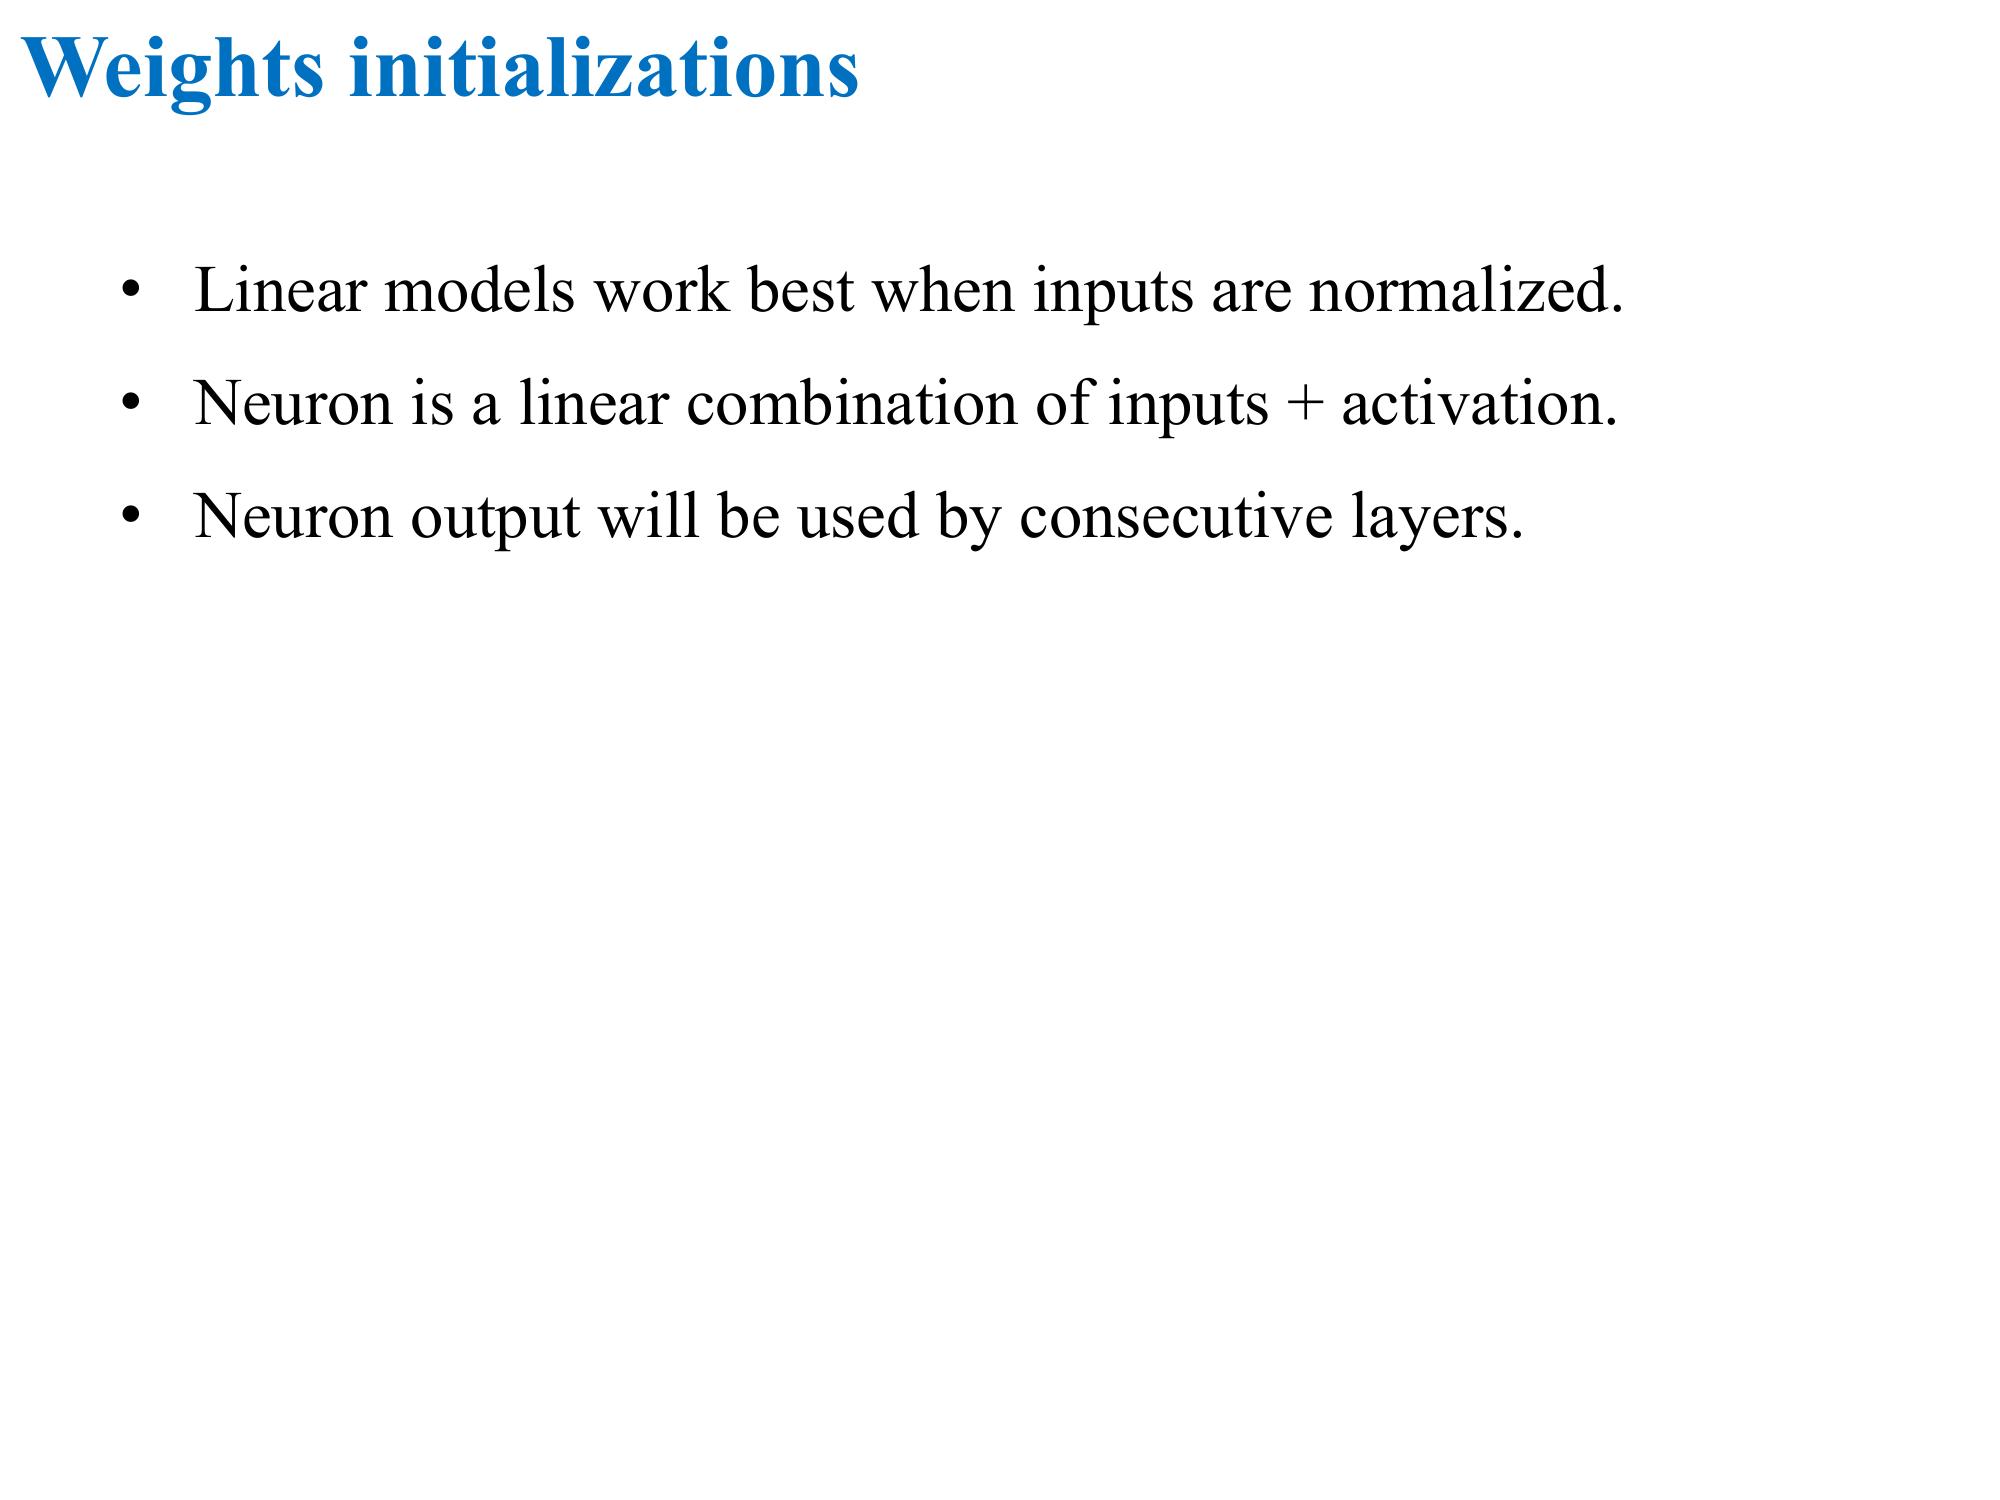 Weights initializations
• Linear models work best when inputs are normalized.
• Neuron is a linear combination of inputs + activation.
• Neuron output will be used by consecutive layers.